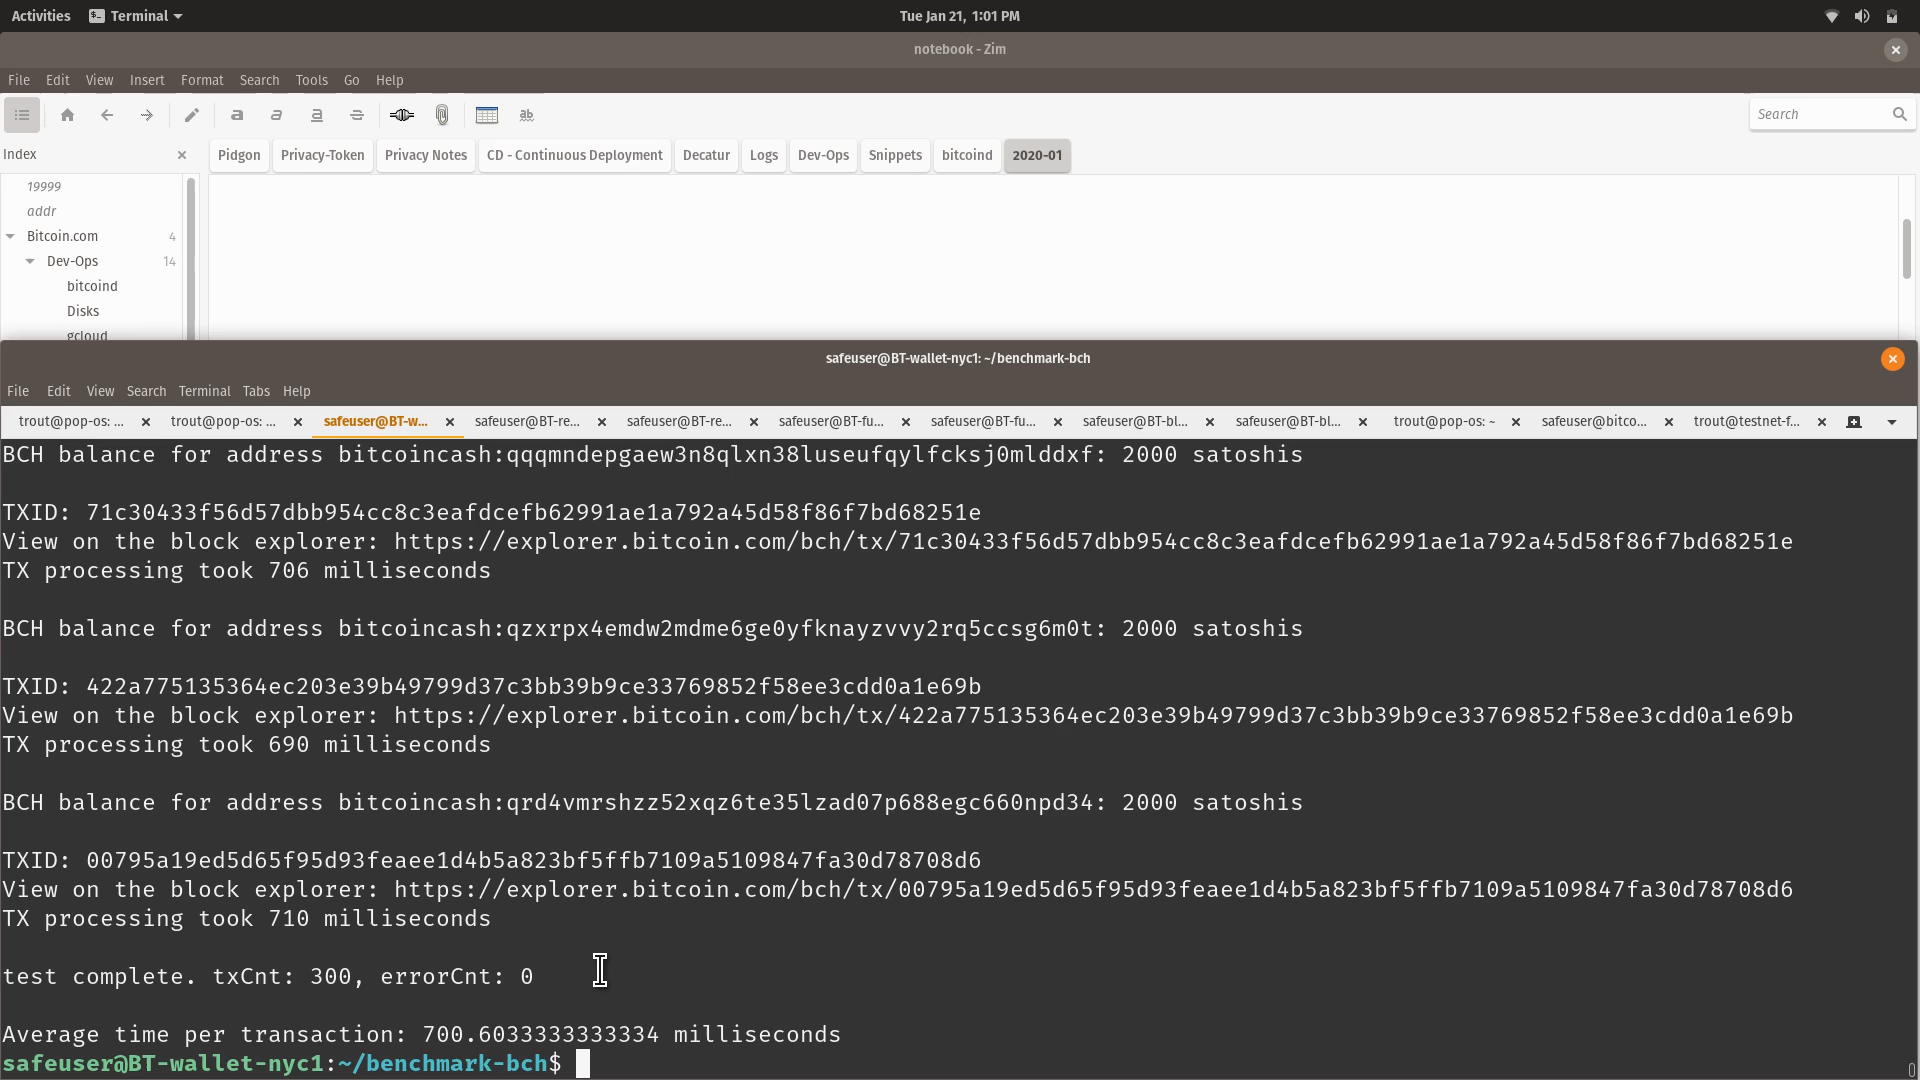 Activities Terminal Tue Jan 21, 1:01 PM
notebook - Zim
File Edit View Insert Format Search Tools Go Help
Search
Index Pidgon Privacy-Token Privacy Notes CD - Continuous Deployment Decatur Logs Dev-Ops Snippets bitcoind 2020-01
19999
addr
Bitcoin.com 4
Dev-Ops 14
bitcoind
Disks
gcloud
safeuser@BT-wallet-nyc1: ~/benchmark-bch
File Edit View Search Terminal Tabs Help
trout@pop-os: ... trout@pop-os: ... safeuser@BT-w... safeuser@BT-re... safeuser@BT-re... safeuser@BT-fu... safeuser@BT-fu... safeuser@BT-bl... safeuser@BT-bl... trout@pop-os: ~ safeuser@bitco... trout@testnet-f...
BCH balance for address bitcoincash:qqqmndepgaew3n8qlxn38luseufqylfcksj0mlddxf: 2000 satoshis
TXID: 71c30433f56d57dbb954cc8c3eafdcefb62991ae1a792a45d58f86f7bd68251e
View on the block explorer: https://explorer.bitcoin.com/bch/tx/71c30433f56d57dbb954cc8c3eafdcefb62991ae1a792a45d58f86f7bd68251e
TX processing took 706 milliseconds
BCH balance for address bitcoincash:qzxrpx4emdw2mdme6ge0yfknayzvvy2rq5ccsg6m0t: 2000 satoshis
TXID: 422a775135364ec203e39b49799d37c3bb39b9ce33769852f58ee3cdd0a1e69b
View on the block explorer: https://explorer.bitcoin.com/bch/tx/422a775135364ec203e39b49799d37c3bb39b9ce33769852f58ee3cdd0a1e69b
TX processing took 690 milliseconds
BCH balance for address bitcoincash:qrd4vmrshzz52xqz6te35lzad07p688egc660npd34: 2000 satoshis
TXID: 00795a19ed5d65f95d93feaee1d4b5a823bf5ffb7109a5109847fa30d78708d6
View on the block explorer: https://explorer.bitcoin.com/bch/tx/00795a19ed5d65f95d93feaee1d4b5a823bf5ffb7109a5109847fa30d78708d6
TX processing took 710 milliseconds
test complete. txCnt: 300, errorCnt: 0
Average time per transaction: 700.6033333333334 milliseconds
safeuser@BT-wallet-nyc1:~/benchmark-bch$